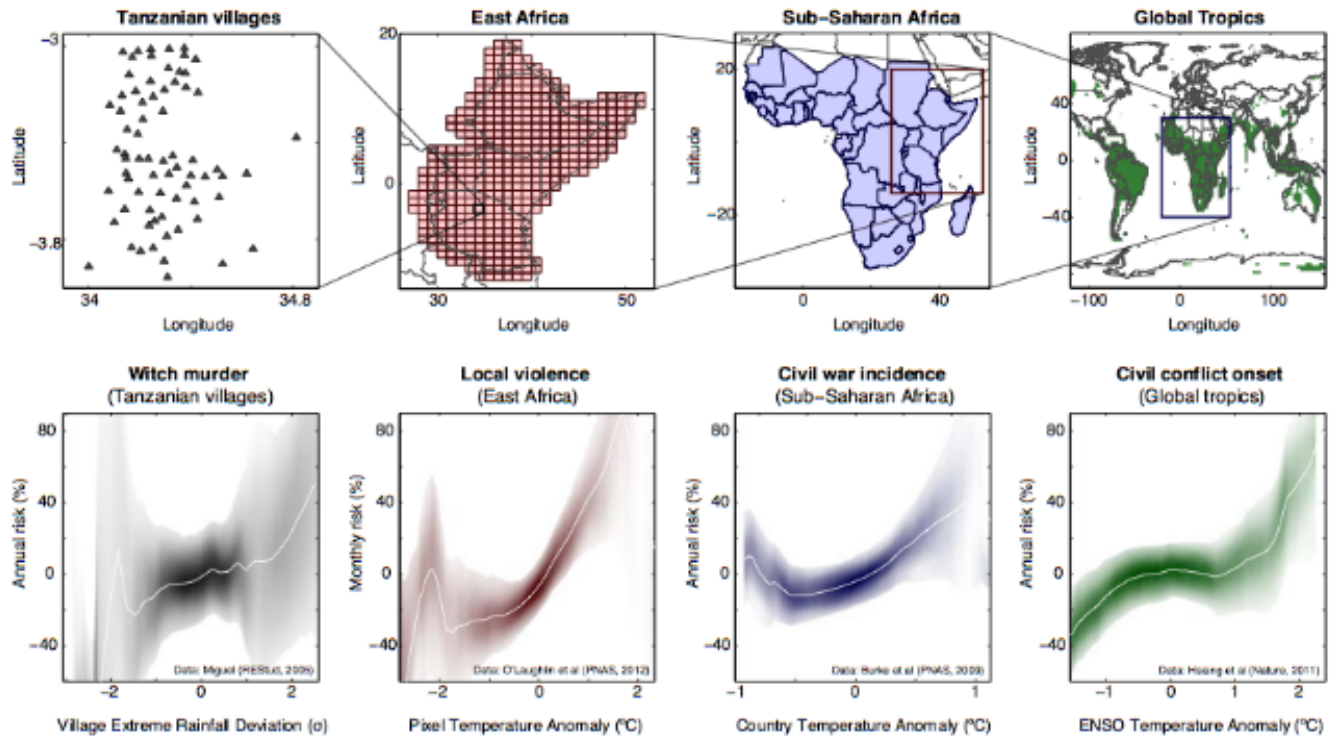 Tanzanian villages
East Africa
Sub-Saharan Africa
Global Tropics
-3
-3.8
Latitude
34
34.8
Longitude
20
0
Latitude
30
50
Longitude
20
-20
Latitude
0
40
Longitude
40
0
-40
Latitude
-100
0
100
Longitude
Witch murder
(Tanzanian villages)
Local violence
(East Africa)
Civil war incidence
(Sub-Saharan Africa)
Civil conflict onset
(Global tropics)
80
40
0
-40
Annual risk (%)
Data: Miguel (REStud, 2005)
-2
0
2
Village Extreme Rainfall Deviation (σ)
80
40
0
-40
Monthly risk (%)
Data: O'Laughlin et al (PNAS, 2012)
-2
0
2
Pixel Temperature Anomaly (ºC)
80
40
0
-40
Annual risk (%)
Data: Burke et al (PNAS, 2009)
-1
0
1
Country Temperature Anomaly (ºC)
80
40
0
-40
Annual risk (%)
Data: Hsiang et al (Nature, 2011)
-1
0
1
2
ENSO Temperature Anomaly (ºC)